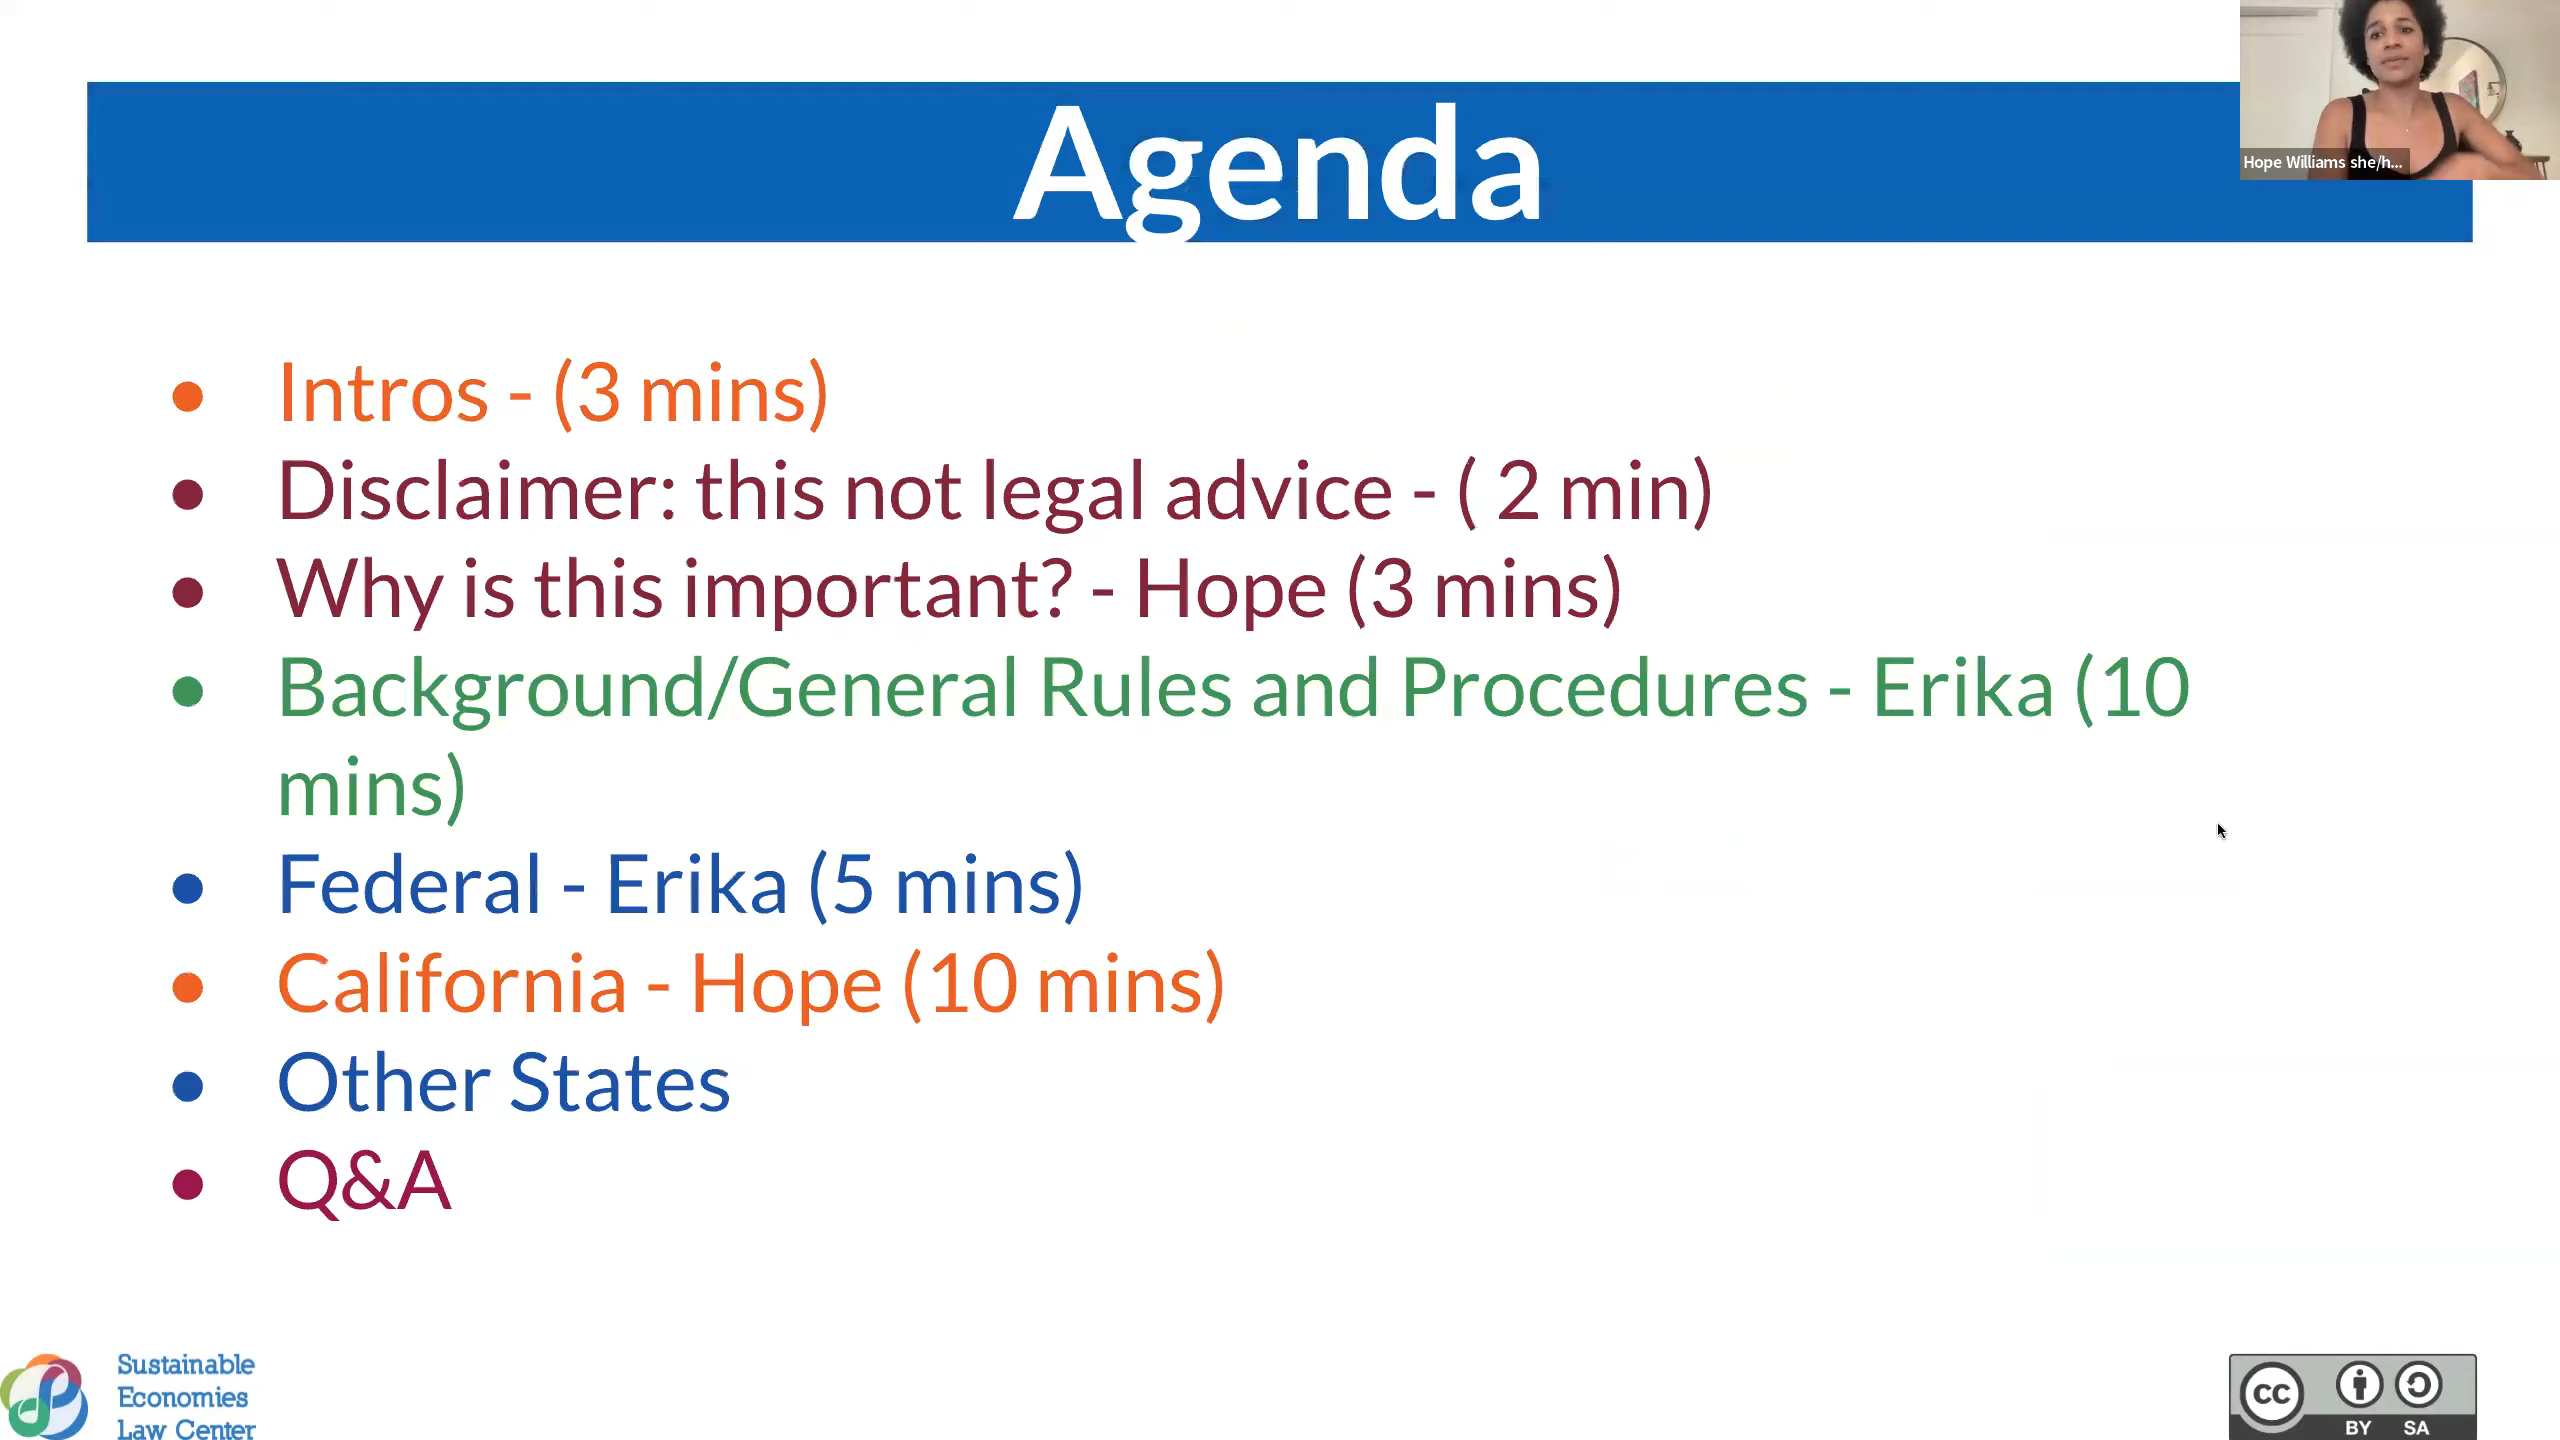 Agenda
Hope Williams she/h...
• Intros - (3 mins)
• Disclaimer: this not legal advice - ( 2 min)
• Why is this important? - Hope (3 mins)
• Background/General Rules and Procedures - Erika (10
mins)
• Federal - Erika (5 mins)
• California - Hope (10 mins)
• Other States
• Q&A
Sustainable
Economies
Law Center
cc
BY SA